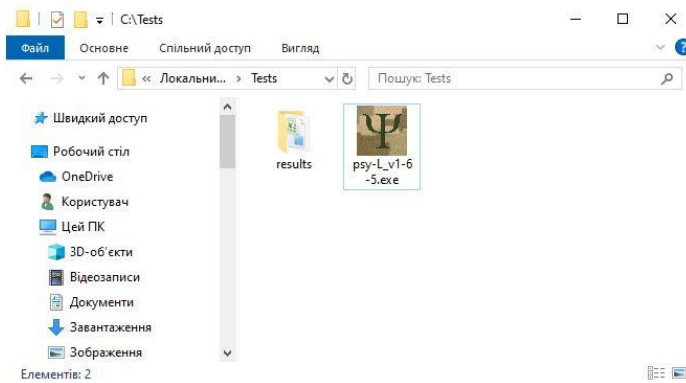 C:\Tests
Файл Основне Спільний доступ Вигляд
« Локальни... > Tests Пошук: Tests
Швидкий доступ
Робочий стіл
OneDrive
Користувач
Цей ПК
3D-об'єкти
Відеозаписи
Документи
Завантаження
Зображення
results
psy-L_v1-6
-5.exe
Елементів: 2